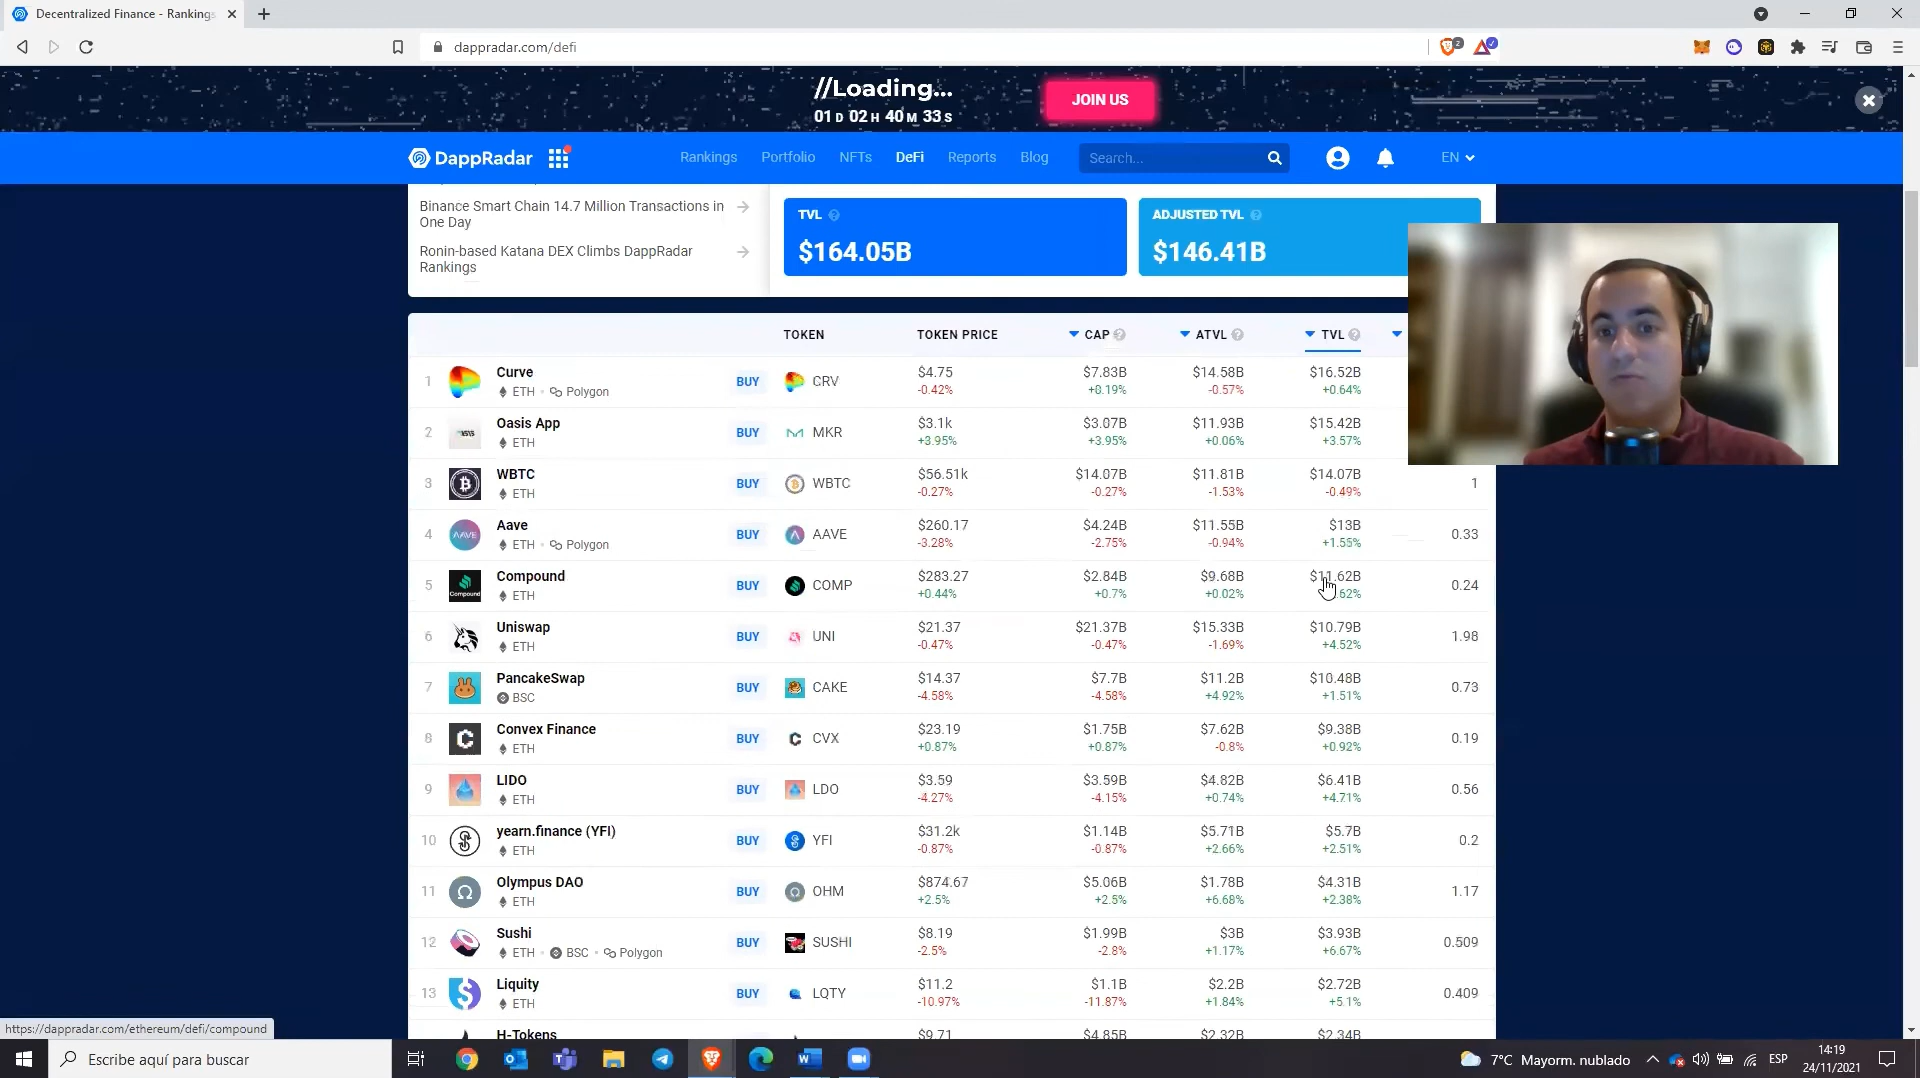 Decentralized Finance - Rankings
dappradar.com/defi
2
//Loading...
01 D 02 H 40 M 33 S
JOIN US
DappRadar
Rankings
Portfolio
NFTs
DeFi
Reports
Blog
Search...
EN
Binance Smart Chain 14.7 Million Transactions in
One Day
Ronin-based Katana DEX Climbs DappRadar
Rankings
TVL
$164.05B
ADJUSTED TVL
$146.41B
TOKEN TOKEN PRICE CAP ATVL TVL
1 Curve BUY CRV $4.75 $7.83B $14.58B $16.52B
ETH Polygon -0.42% +0.19% -0.57% +0.64%
2 Oasis App BUY MKR $3.1k $3.07B $11.93B $15.42B
ETH +3.95% +3.95% +0.06% +3.57%
3 WBTC BUY WBTC $56.51k $14.07B $11.81B $14.07B 1
ETH -0.27% -0.27% -1.53% -0.49%
4 Aave BUY AAVE $260.17 $4.24B $11.55B $13B 0.33
AAVE ETH Polygon -3.28% -2.75% -0.94% +1.55%
5 Compound BUY COMP $283.27 $2.84B $9.68B $11.62B 0.24
Compound ETH +0.44% +0.7% +0.02% .62%
6 Uniswap BUY UNI $21.37 $21.37B $15.33B $10.79B 1.98
ETH -0.47% -0.47% -1.69% +4.52%
7 PancakeSwap BUY CAKE $14.37 $7.7B $11.2B $10.48B 0.73
BSC -4.58% -4.58% +4.92% +1.51%
8 Convex Finance BUY CVX $23.19 $1.75B $7.62B $9.38B 0.19
ETH +0.87% +0.87% -0.8% +0.92%
9 LIDO BUY LDO $3.59 $3.59B $4.82B $6.41B 0.56
ETH -4.27% -4.15% +0.74% +4.71%
10 yearn.finance (YFI) BUY YFI $31.2k $1.14B $5.71B $5.7B 0.2
ETH -0.87% -0.87% +2.66% +2.51%
11 Olympus DAO BUY OHM $874.67 $5.06B $1.78B $4.31B 1.17
ETH +2.5% +2.5% +6.68% +2.38%
12 Sushi BUY SUSHI $8.19 $1.99B $3B $3.93B 0.509
ETH BSC Polygon -2.5% -2.8% +1.17% +6.67%
13 Liquity BUY LQTY $11.2 $1.1B $2.2B $2.72B 0.409
ETH -10.97% -11.87% +1.84% +5.1%
H-Tokens $9.71 $4.85B $2.32B $2.34B
https://dappradar.com/ethereum/defi/compound
Escribe aquí para buscar
7°C Mayorm. nublado
ESP
14:19
24/11/2021